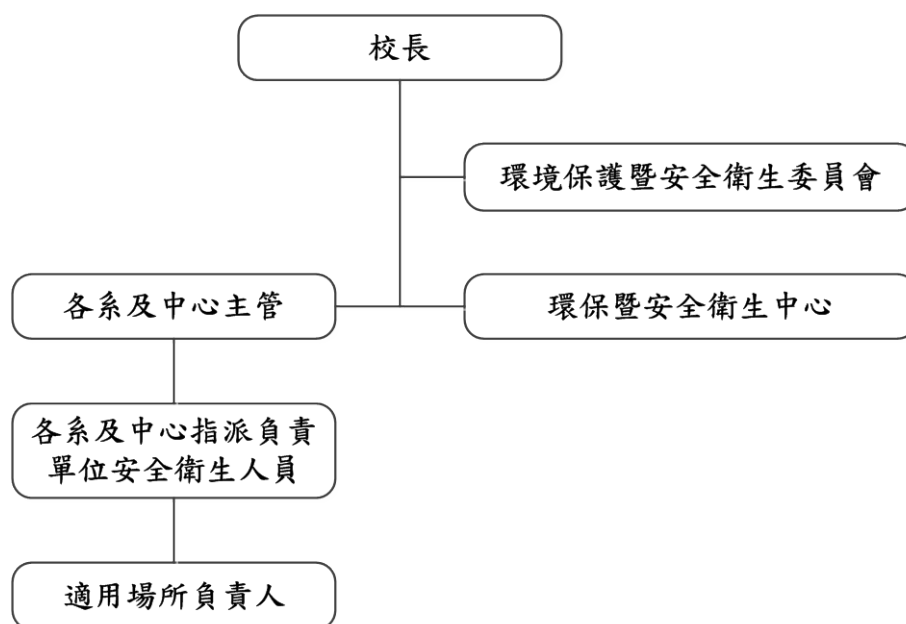 校長
環境保護暨安全衛生委員會
各系及中心主管
環保暨安全衛生中心
各系及中心指派負責
單位安全衛生人員
適用場所負責人